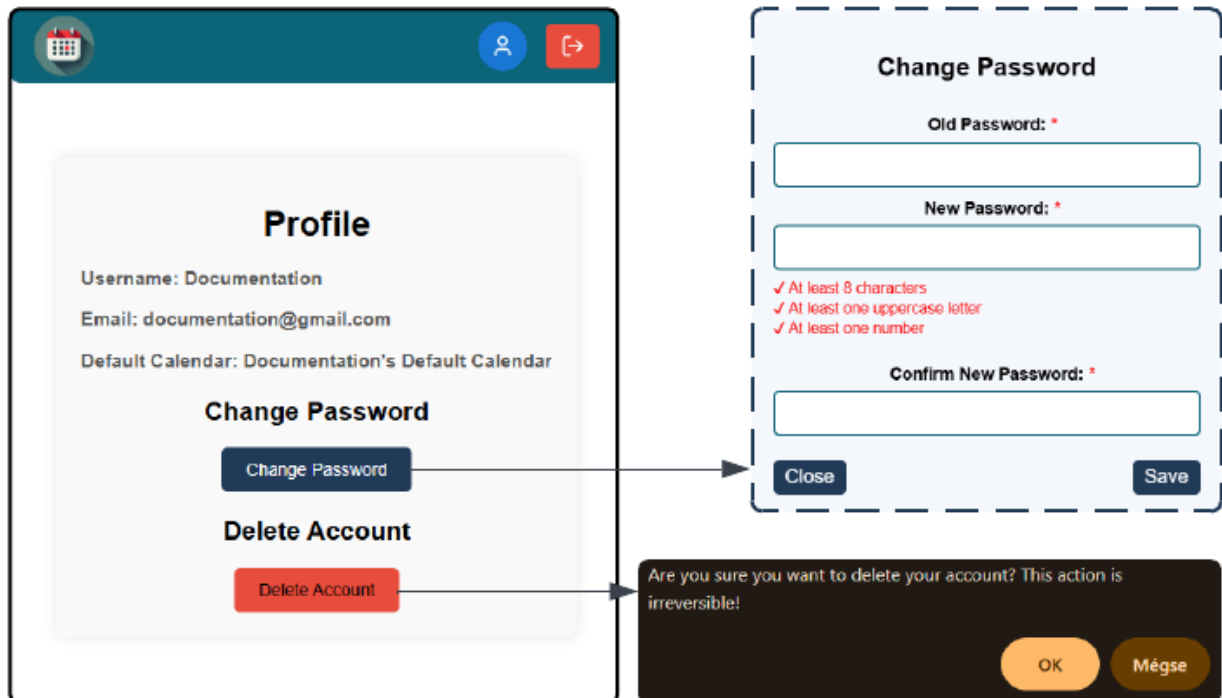 Profile
Username: Documentation
Email: documentation@gmail.com
Default Calendar: Documentation's Default Calendar
Change Password
Change Password
Delete Account
Delete Account
Change Password
Old Password: *
New Password: *
✓ At least 8 characters
✓ At least one uppercase letter
✓ At least one number
Confirm New Password: *
Close
Save
Are you sure you want to delete your account? This action is
irreversible!
OK
Mégse